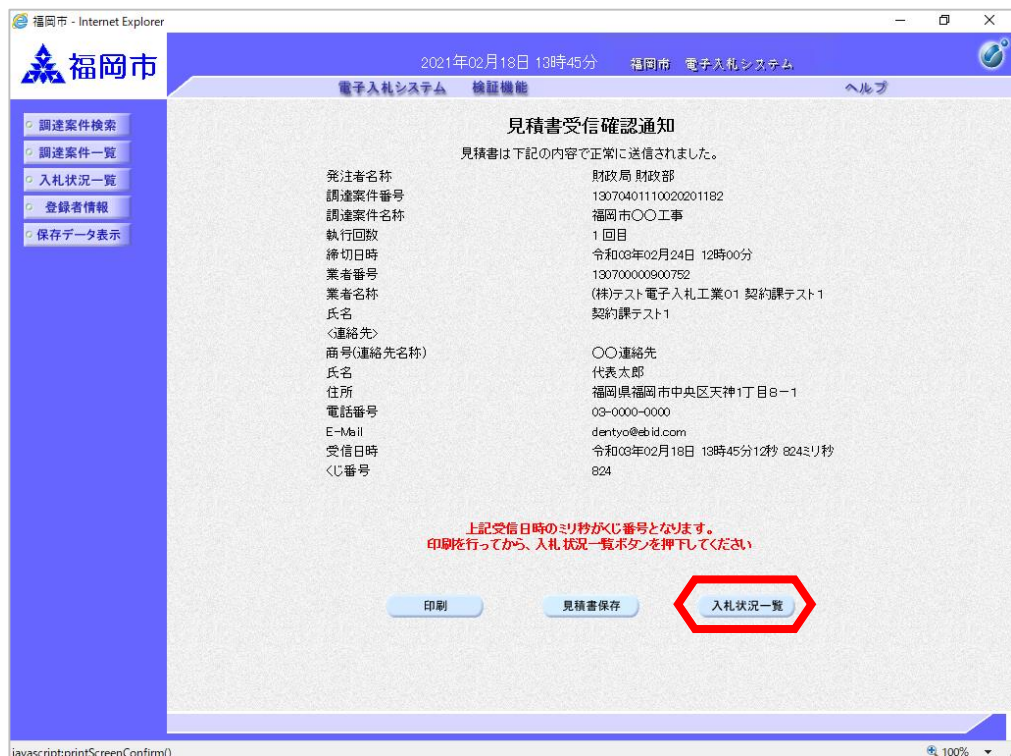 福岡市 - Internet Explorer
福岡市
2021年02月18日 13時45分 福岡市 電子入札システム
電子入札システム 検証機能 ヘルプ
調達案件検索
調達案件一覧
入札状況一覧
登録者情報
保存データ表示
見積書受信確認通知
見積書は下記の内容で正常に送信されました。
発注者名称 財政局 財政部
調達案件番号 13070401110020201182
調達案件名称 福岡市〇〇工事
執行回数 1回目
締切日時 令和03年02月24日 12時00分
業者番号 130700000900752
業者名称 (株)テスト電子入札工業01 契約課テスト1
氏名 契約課テスト1
<連絡先>
商号(連絡先名称) 〇〇連絡先
氏名 代表太郎
住所 福岡県福岡市中央区天神1丁目8-1
電話番号 03-0000-0000
E-Mail dentyo@ebid.com
受信日時 令和03年02月18日 13時45分12秒 824ミリ秒
くじ番号 824
上記受信日時のミリ秒がくじ番号となります。
印刷を行ってから、入札状況一覧ボタンを押下してください
印刷 見積書保存 入札状況一覧
javascript:printScreenConfirm() 100%